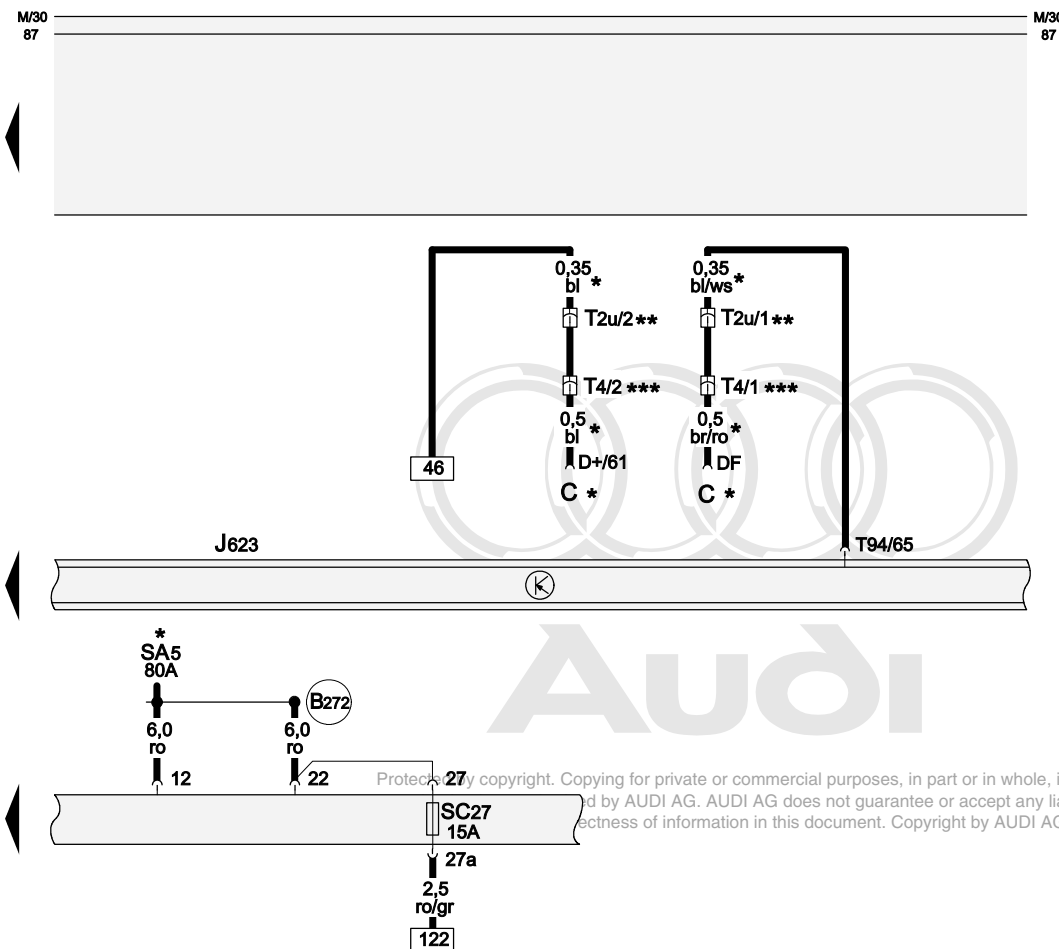 M/30 M/30
87 87
0,35 0,35
bl * bl/ws *
T2u/2 ** T2u/1 **
T4/2 *** T4/1 ***
0,5 0,5
bl * br/ro *
D+/61 DF
46
C * C *
J623 T94/65
*
SA5
80A
B272
6,0 6,0
ro ro
12 22 27
Protected by copyright. Copying for private or commercial purposes, in part or in whole,
ed by AUDI AG. AUDI AG does not guarantee or accept any
ectness of information in this document. Copyright by AUDI AG
SC27
15A
27a
2,5
ro/gr
122
Audi